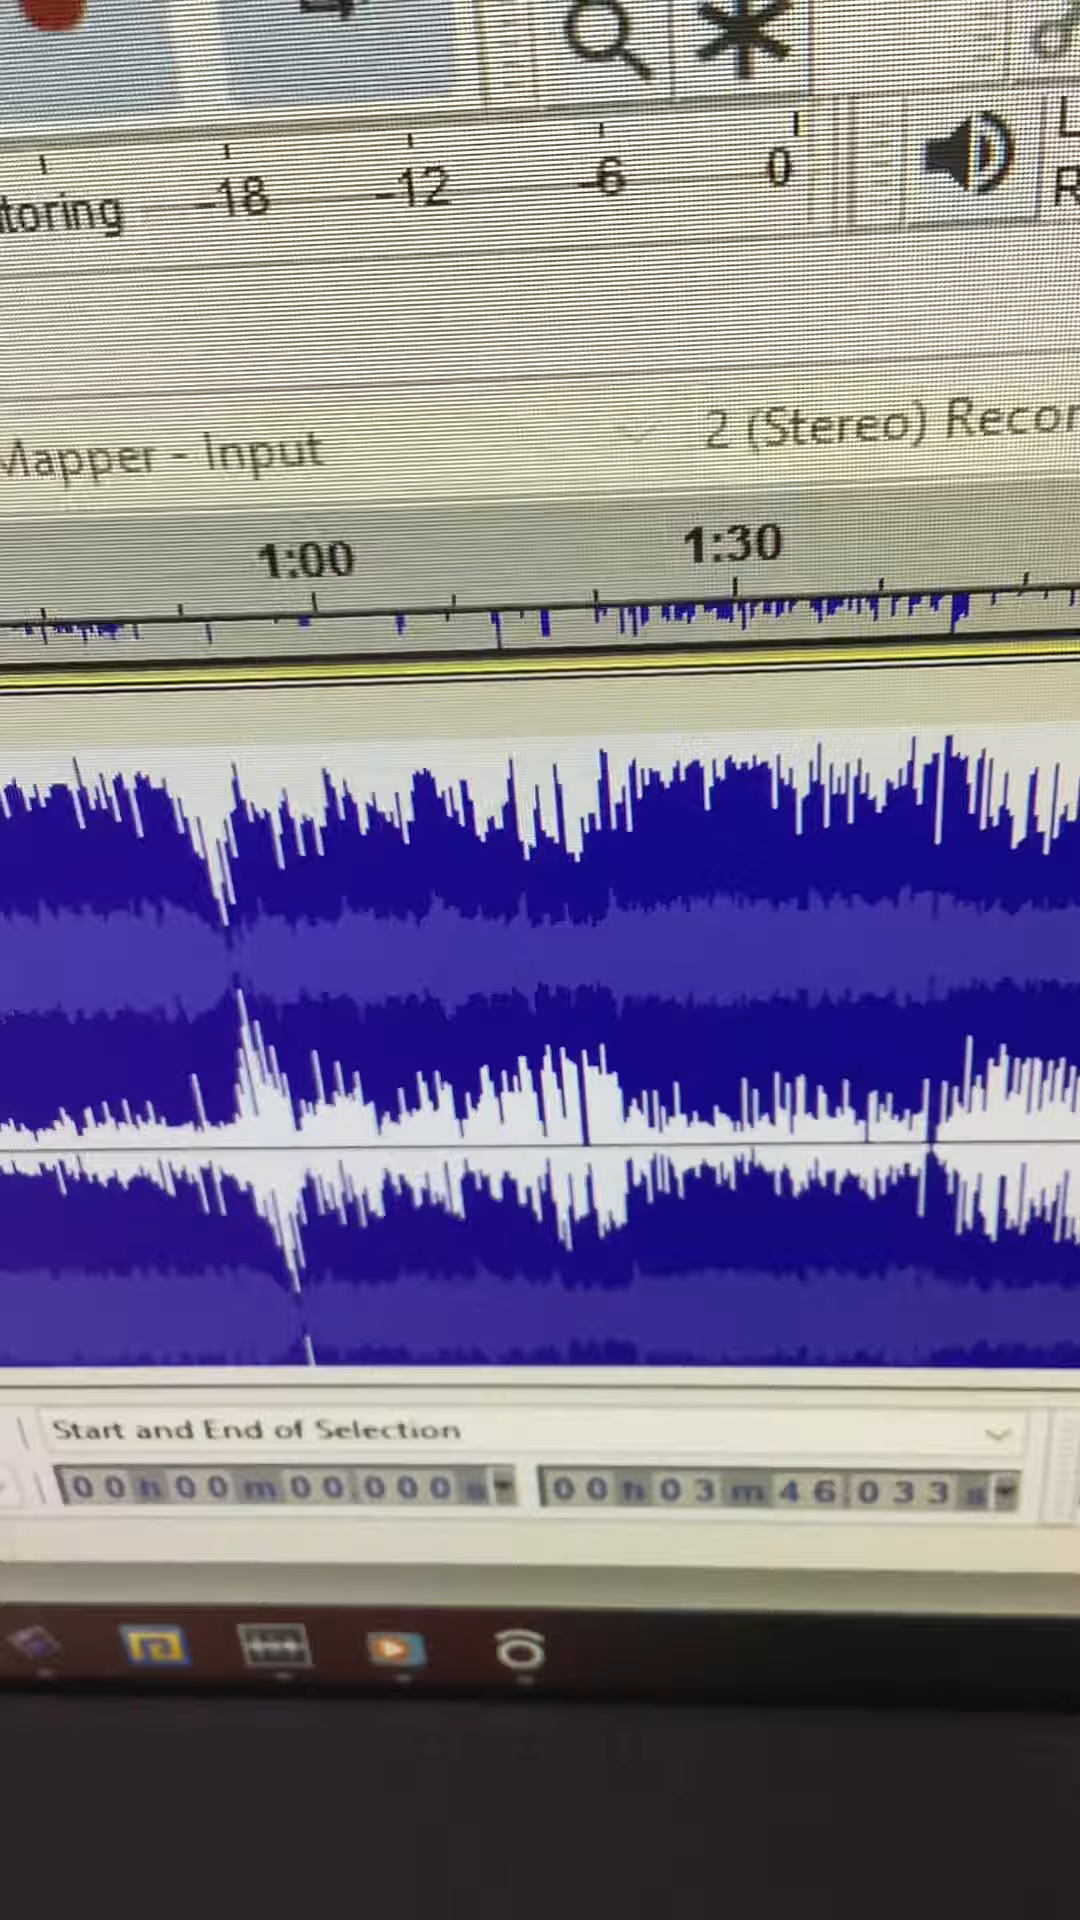 toring -18 -12 -6 0
L
R
Mapper - Input 2 (Stereo) Recor
1:00 1:30
Start and End of Selection
00h00m00.000s 00h03m46.033s